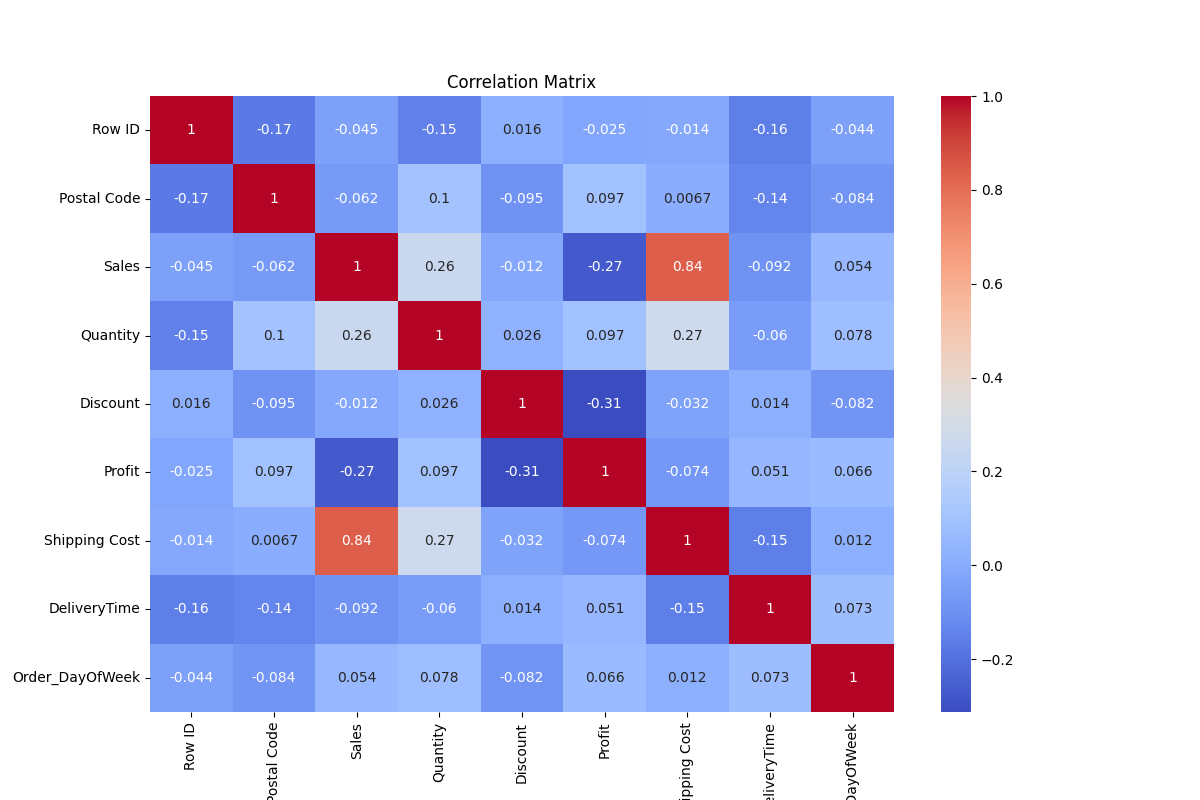 Correlation Matrix
Row ID 1 -0.17 -0.045 -0.15 0.016 -0.025 -0.014 -0.16 -0.044
Postal Code -0.17 1 -0.062 0.1 -0.095 0.097 0.0067 -0.14 -0.084
Sales -0.045 -0.062 1 0.26 -0.012 -0.27 0.84 -0.092 0.054
Quantity -0.15 0.1 0.26 1 0.026 0.097 0.27 -0.06 0.078
Discount 0.016 -0.095 -0.012 0.026 1 -0.31 -0.032 0.014 -0.082
Profit -0.025 0.097 -0.27 0.097 -0.31 1 -0.074 0.051 0.066
Shipping Cost -0.014 0.0067 0.84 0.27 -0.032 -0.074 1 -0.15 0.012
DeliveryTime -0.16 -0.14 -0.092 -0.06 0.014 0.051 -0.15 1 0.073
Order_DayOfWeek -0.044 -0.084 0.054 0.078 -0.082 0.066 0.012 0.073 1
Row ID
Postal Code
Sales
Quantity
Discount
Profit
ipping Cost
eliveryTime
DayOfWeek
1.0
0.8
0.6
0.4
0.2
0.0
−0.2